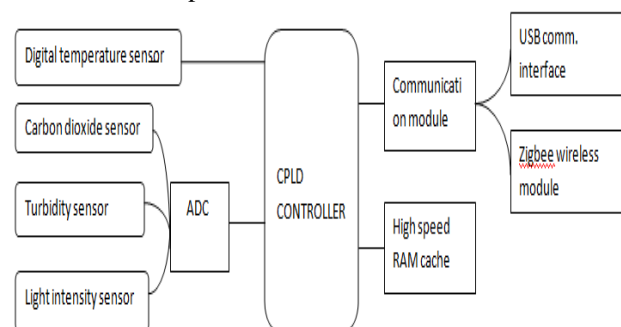 Digital temperature sensor
Carbon dioxide sensor
Turbidity sensor
Light intensity sensor
ADC
CPLD
CONTROLLER
Communicati
on module
High speed
RAM cache
USB comm.
interface
Zigbee wireless
module